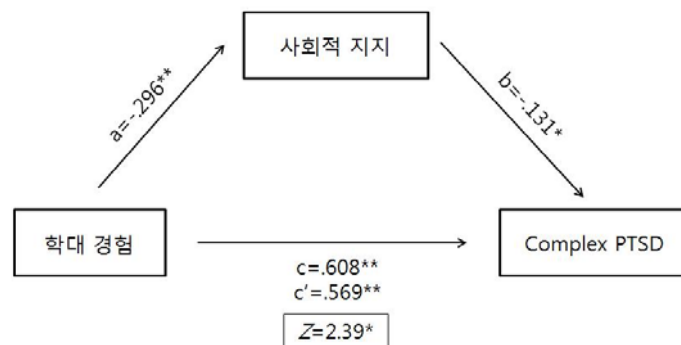 사회적 지지
a=-.296**
b=-.131*
학대 경험
Complex PTSD
c=.608**
c'=.569**
Z=2.39*